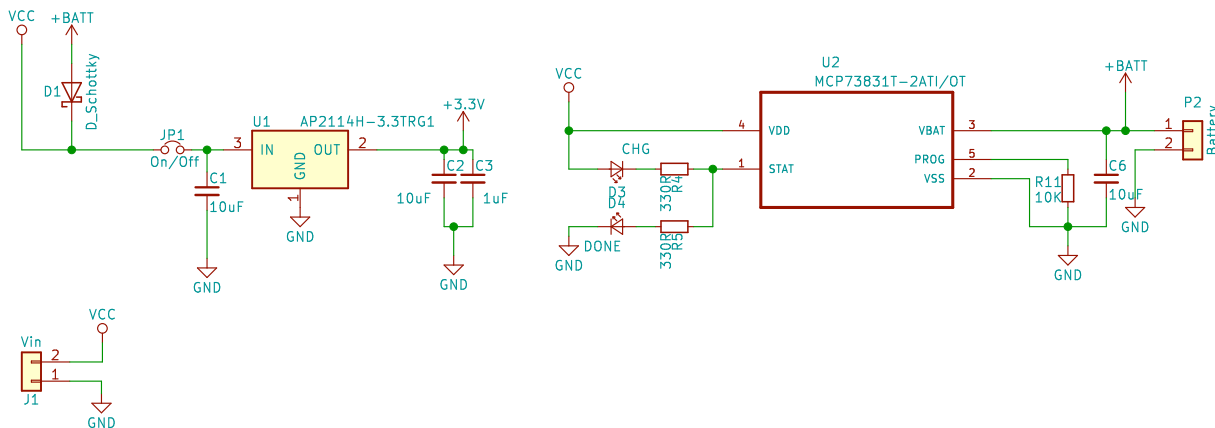 VCC
+BATT
D1
D_Schottky
JP1
On/Off
U1
AP2114H-3.3TRG1
3
IN
OUT
2
GND
1
GND
C1
10uF
GND
+3.3V
C2
10uF
C3
1uF
GND
Vin
VCC
2
1
J1
GND
VCC
CHG
D3
330R
R4
D4
DONE
330R
R5
GND
U2
MCP73831T-2ATI/OT
4
VDD
1
STAT
VBAT
3
PROG
5
VSS
2
R11
10K
C6
10uF
GND
+BATT
P2
1
2
Battery
GND